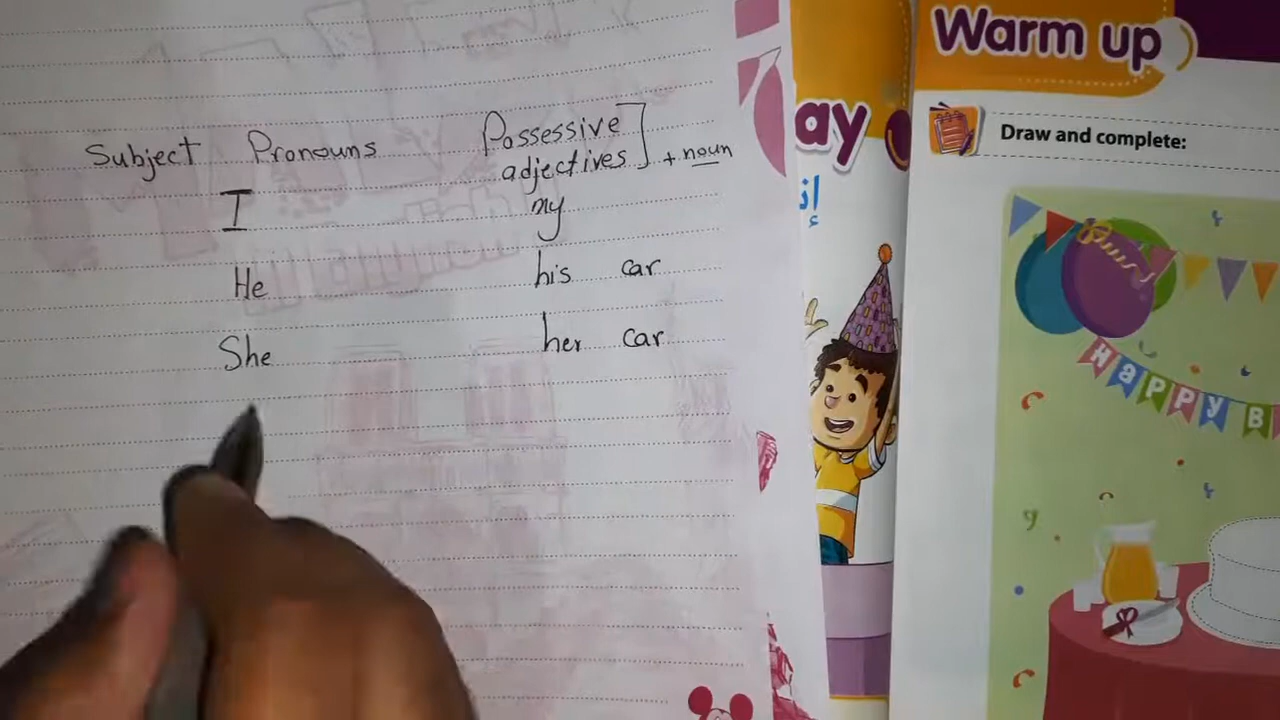 Subject Pronouns
Possessive
adjectives + noun
I my
He his car
She her car
ay
إذ
Warm up
Draw and complete:
HAPPY B